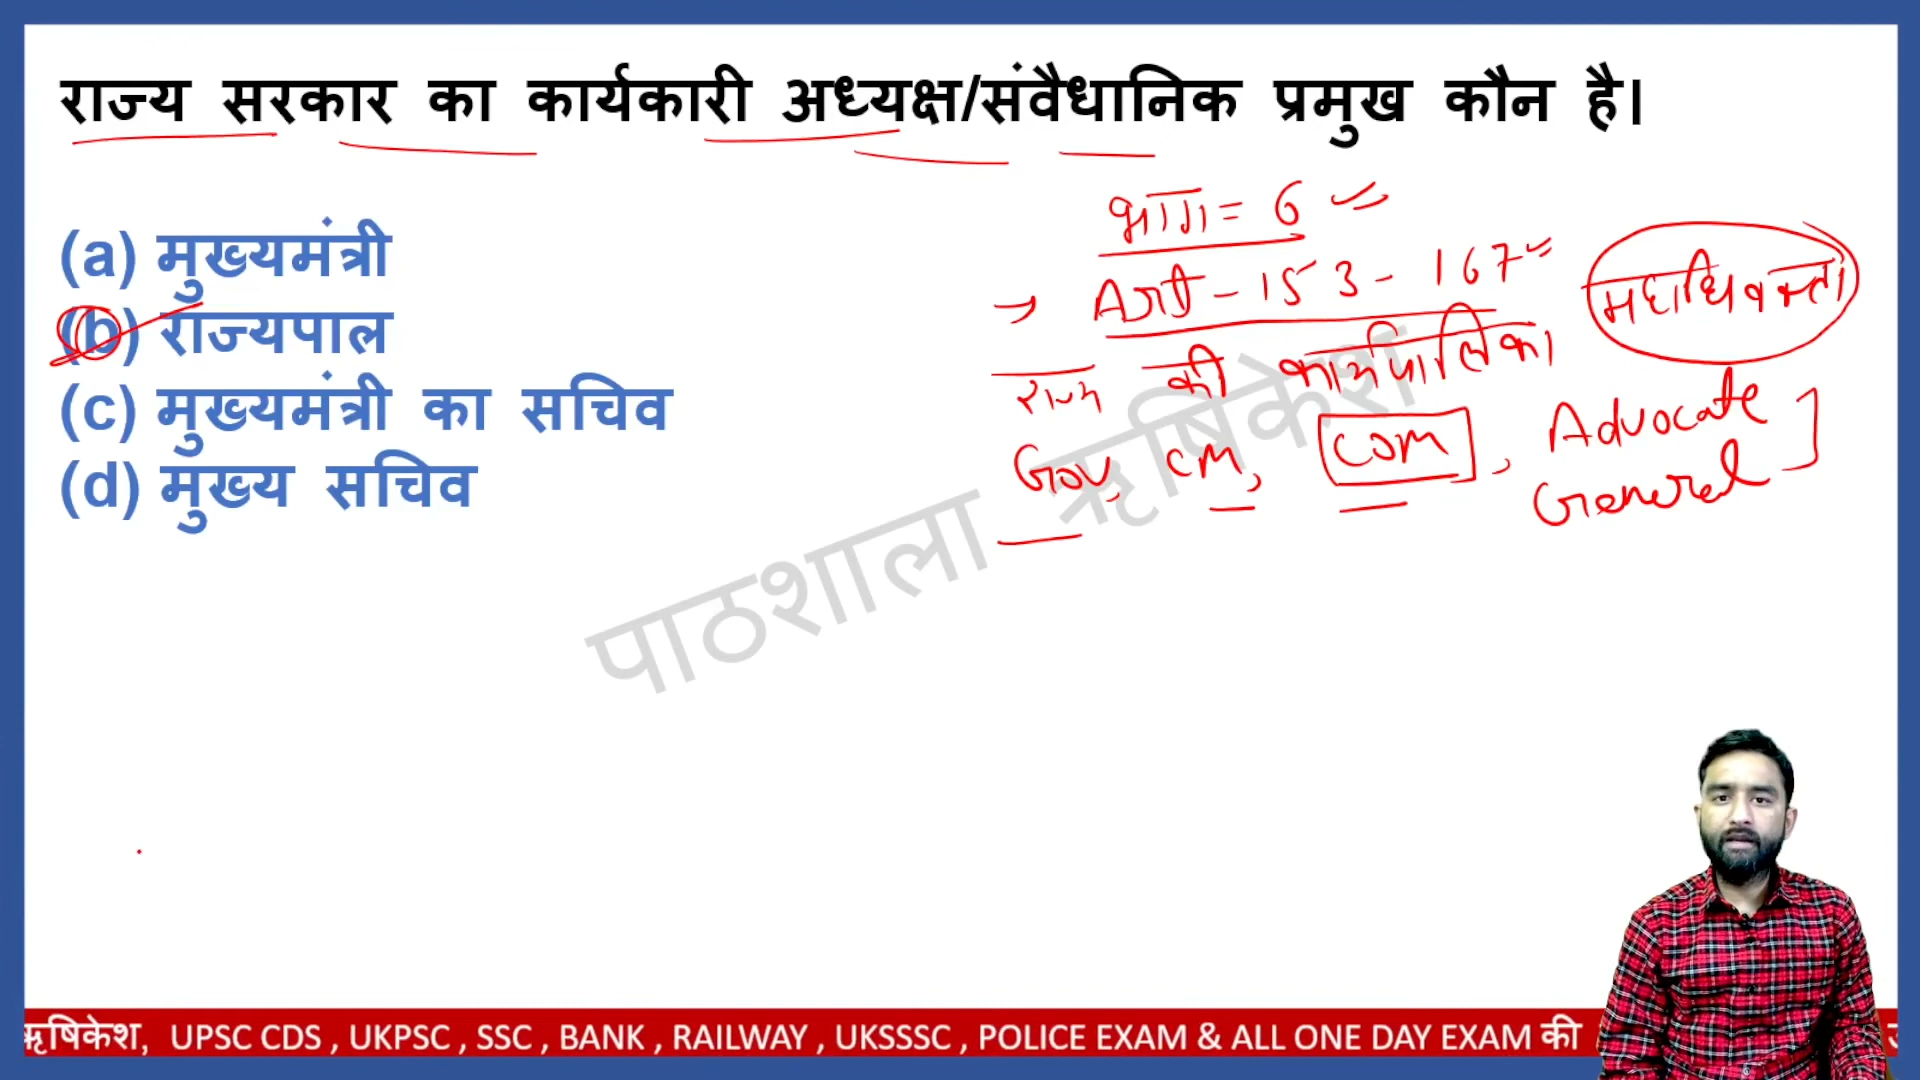 राज्य सरकार का कार्यकारी अध्यक्ष/संवैधानिक प्रमुख कौन है।
(a) मुख्यमंत्री
(b) राज्यपाल
(c) मुख्यमंत्री का सचिव
(d) मुख्य सचिव
भाग = 6
Art - 153 - 167
महाधिवक्ता
राज्य की कार्यपालिका
Gov, CM, COM, Advocate General
पाठशाला ऋषिकेश
ऋषिकेश, UPSC CDS , UKPSC , SSC , BANK , RAILWAY , UKSSSC , POLICE EXAM & ALL ONE DAY EXAM की